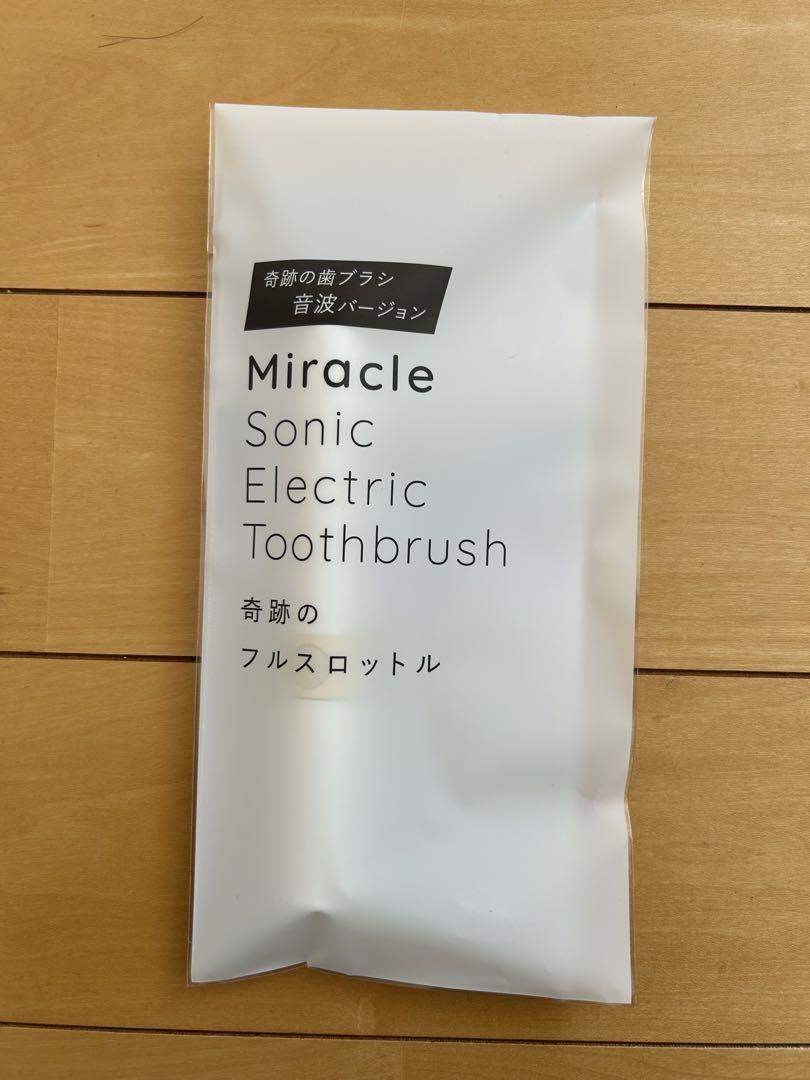 奇跡の歯ブラシ
音波バージョン
Miracle
Sonic
Electric
Toothbrush
奇跡の
フルスロットル